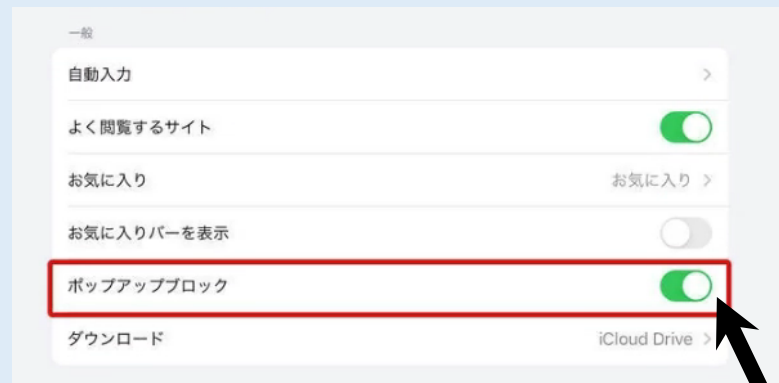 一般
自動入力
よく閲覧するサイト
お気に入り お気に入り
お気に入りバーを表示
ポップアップブロック
ダウンロード iCloud Drive